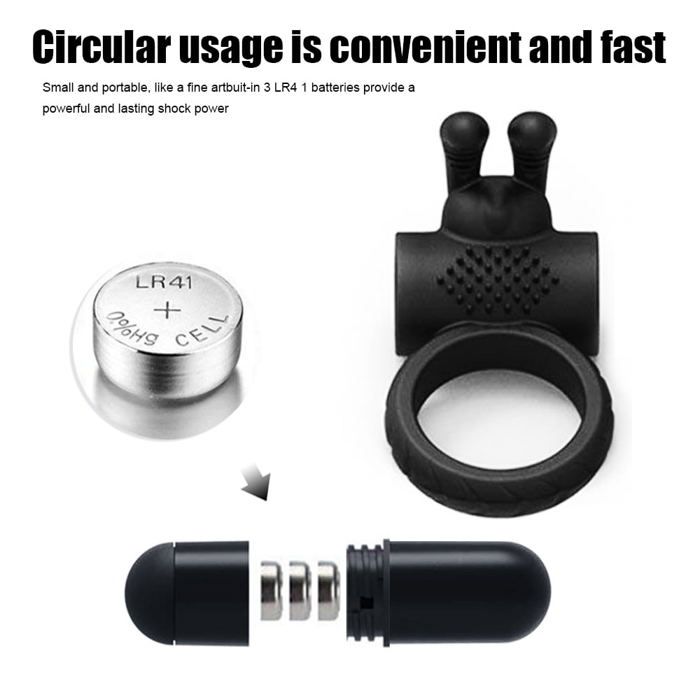 Circular usage is convenient and fast
Small and portable, like a fine artbuit-in 3 LR4 1 batteries provide a
powerful and lasting shock power
LR41
+
0%Hg CELL